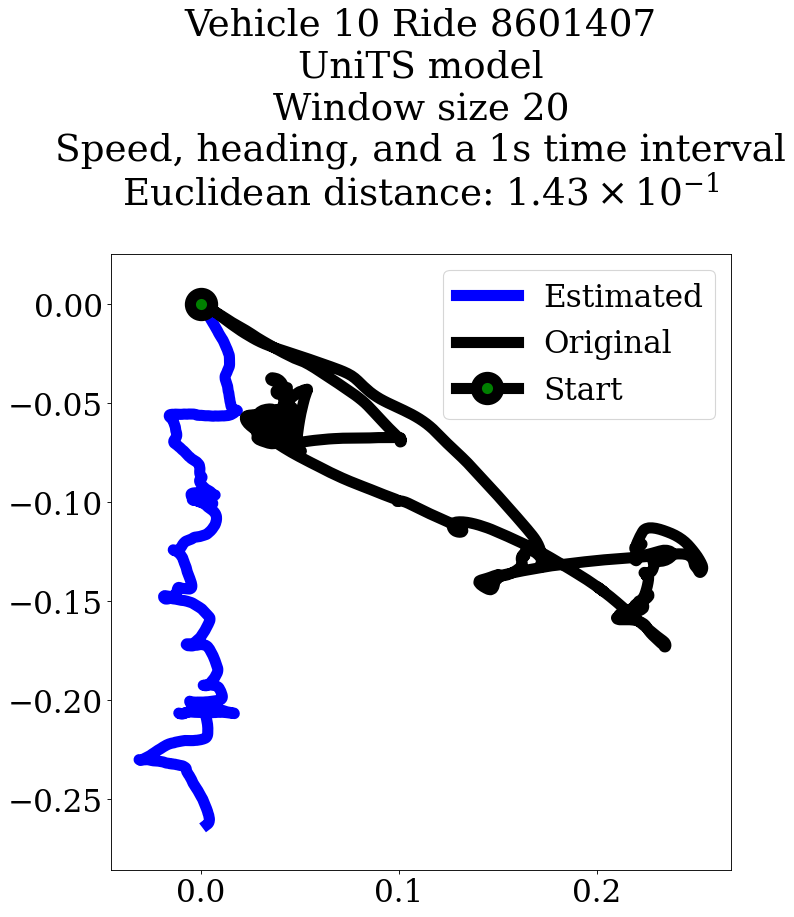 Vehicle 10 Ride 8601407
UniTS model
Window size 20
Speed, heading, and a 1s time interval
Euclidean distance: 1.43 × 10⁻¹
Estimated
Original
Start
0.00
−0.05
−0.10
−0.15
−0.20
−0.25
0.0
0.1
0.2